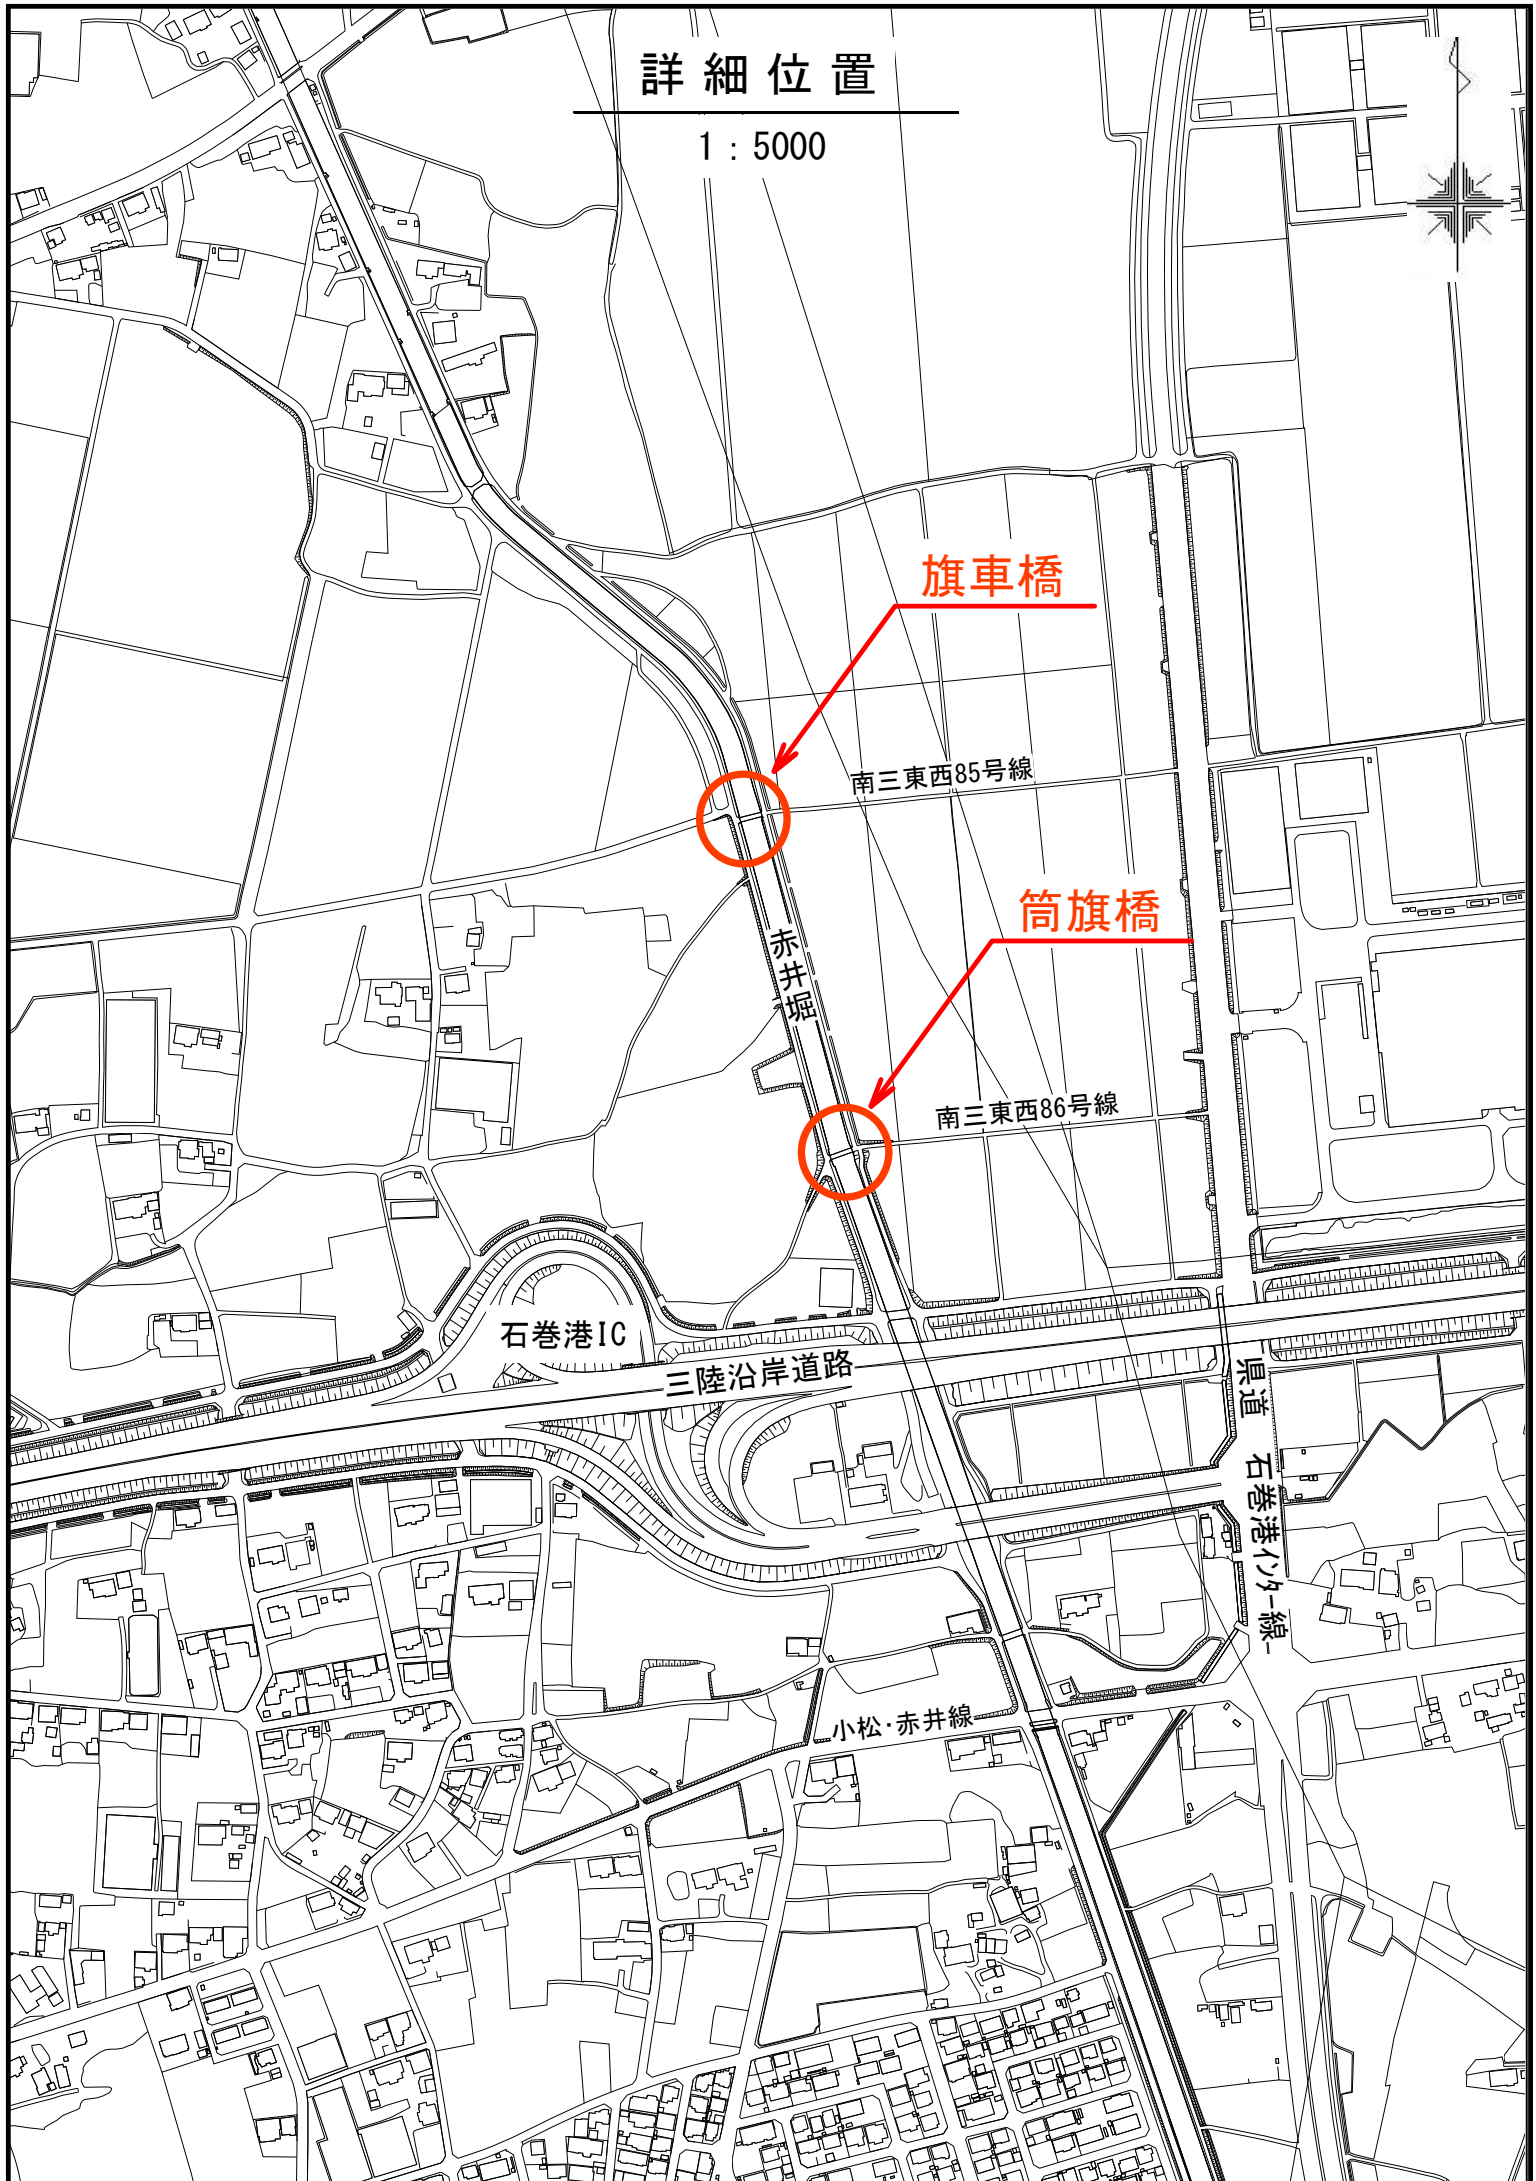 詳細位置
1：5000
旗車橋
南三東西85号線
筒旗橋
赤井堀
南三東西86号線
石巻港IC
三陸沿岸道路
県道　石巻港インター線
小松・赤井線